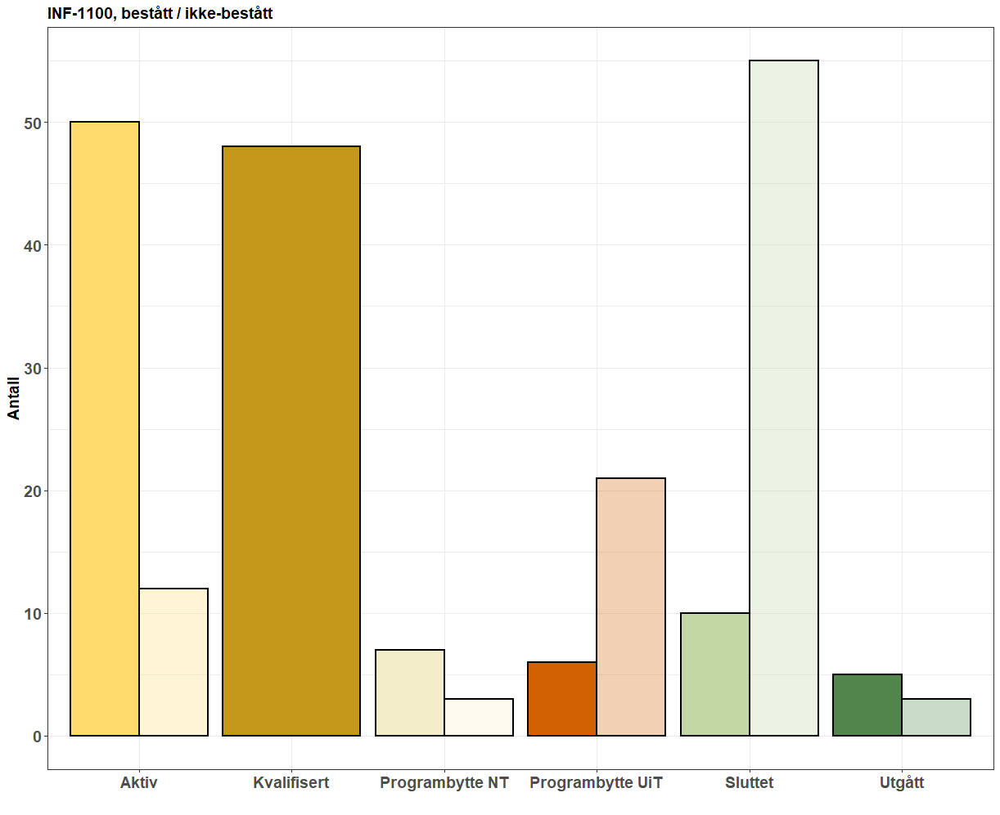 INF-1100, bestått / ikke-bestått
Antall
50
40
30
20
10
0
Aktiv Kvalifisert Programbytte NT Programbytte UiT Sluttet Utgått